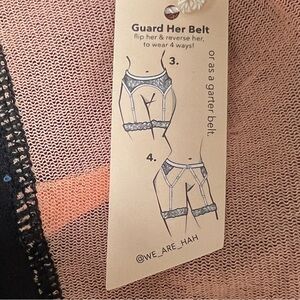 Guard Her Belt
flip her & reverse her,
to wear 4 ways!
3.
or as a garter belt.
4.
@WE_ARE_HAH